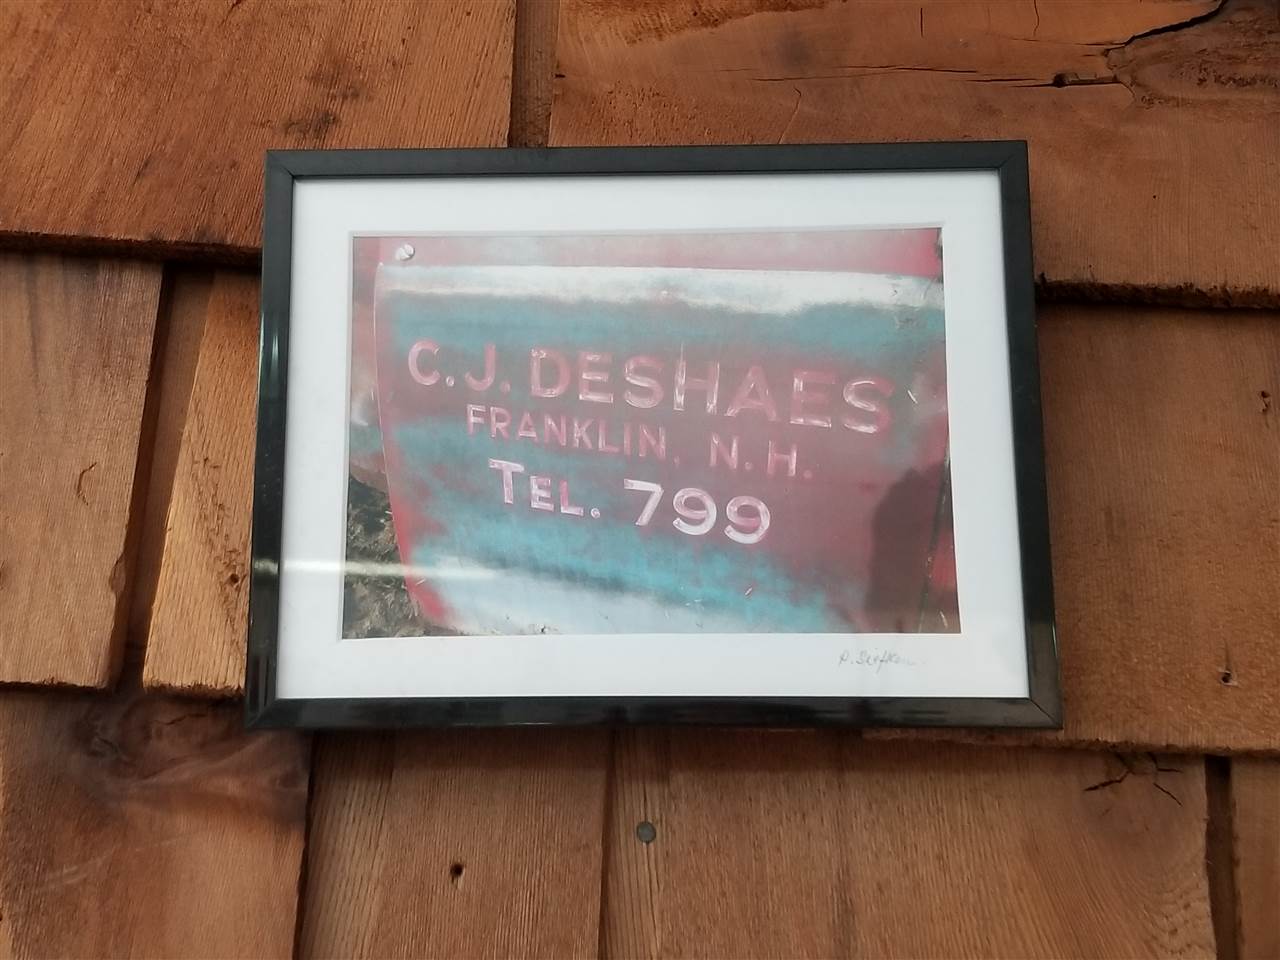 C.J. DESHAES
FRANKLIN, N.H.
TEL. 799